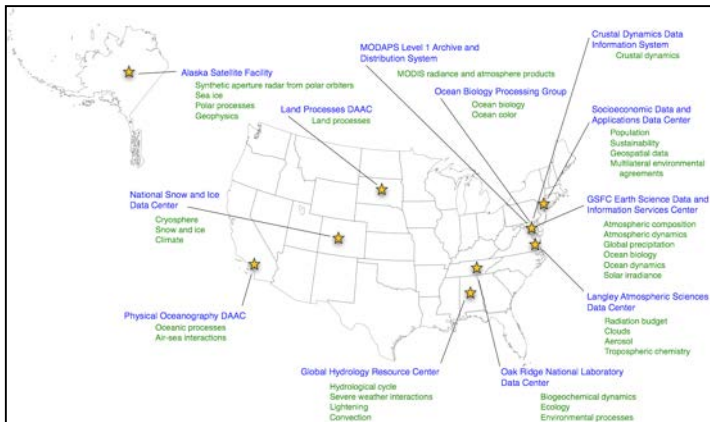 Alaska Satellite Facility
Synthetic aperture radar from polar orbiters
Sea ice
Polar processes
Geophysics
MODAPS Level 1 Archive and
Distribution System
MODIS radiance and atmosphere products
Crustal Dynamics Data
Information System
Crustal dynamics
Land Processes DAAC
Land processes
Ocean Biology Processing Group
Ocean biology
Ocean color
Socioeconomic Data and
Applications Data Center
Population
Sustainability
Geospatial data
Multilateral environmental
agreements
National Snow and Ice
Data Center
Cryosphere
Snow and ice
Climate
GSFC Earth Science Data and
Information Services Center
Atmospheric composition
Atmospheric dynamics
Global precipitation
Ocean biology
Ocean dynamics
Solar irradiance
Physical Oceanography DAAC
Oceanic processes
Air-sea interactions
Langley Atmospheric Sciences
Data Center
Radiation budget
Clouds
Aerosol
Tropospheric chemistry
Global Hydrology Resource Center
Hydrological cycle
Severe weather interactions
Lightening
Convection
Oak Ridge National Laboratory
Data Center
Biogeochemical dynamics
Ecology
Environmental processes